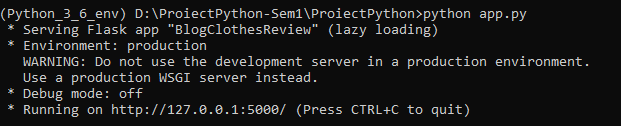 (Python_3_6_env) D:\ProiectPython-Sem1\ProiectPython>python app.py
 * Serving Flask app "BlogClothesReview" (lazy loading)
 * Environment: production
   WARNING: Do not use the development server in a production environment.
   Use a production WSGI server instead.
 * Debug mode: off
 * Running on http://127.0.0.1:5000/ (Press CTRL+C to quit)